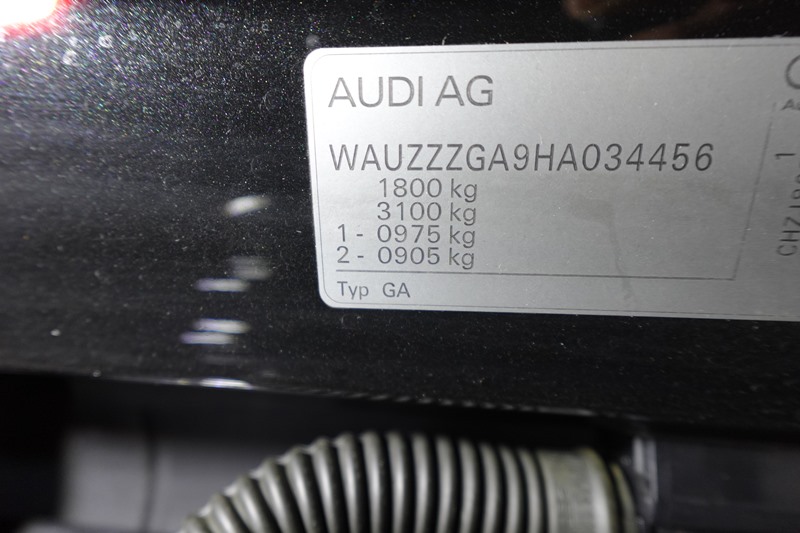 AUDI AG
WAUZZZGA9HA034456
1800 kg
3100 kg
1 - 0975 kg
2 - 0905 kg
Typ GA